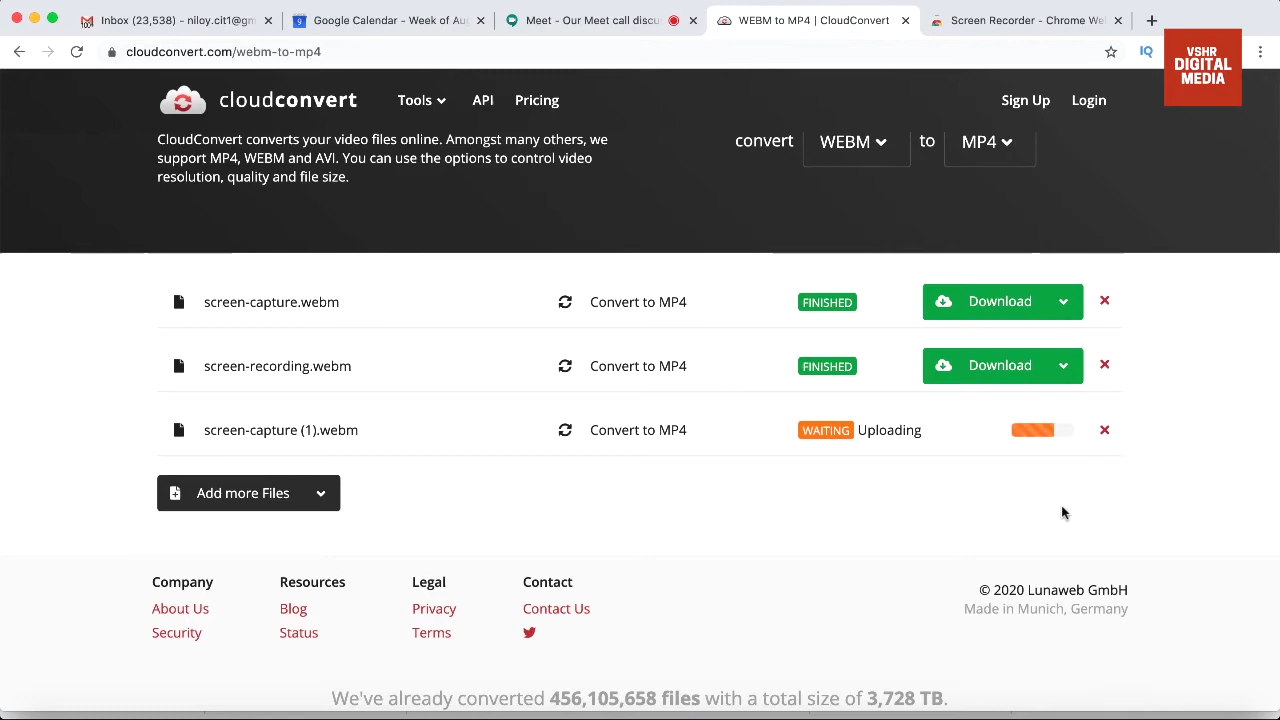 Inbox (23,538) - niloy.cit1@gm
Google Calendar - Week of Au
Meet - Our Meet call discu
WEBM to MP4 | CloudConvert
Screen Recorder - Chrome We
cloudconvert.com/webm-to-mp4
IQ
VSHR
DIGITAL
MEDIA
cloudconvert
Tools
API
Pricing
Sign Up
Login
CloudConvert converts your video files online. Amongst many others, we
support MP4, WEBM and AVI. You can use the options to control video
resolution, quality and file size.
convert WEBM to MP4
screen-capture.webm
Convert to MP4
FINISHED
Download
screen-recording.webm
Convert to MP4
FINISHED
Download
screen-capture (1).webm
Convert to MP4
WAITING Uploading
Add more Files
Company
About Us
Security
Resources
Blog
Status
Legal
Privacy
Terms
Contact
Contact Us
© 2020 Lunaweb GmbH
Made in Munich, Germany
We've already converted 456,105,658 files with a total size of 3,728 TB.